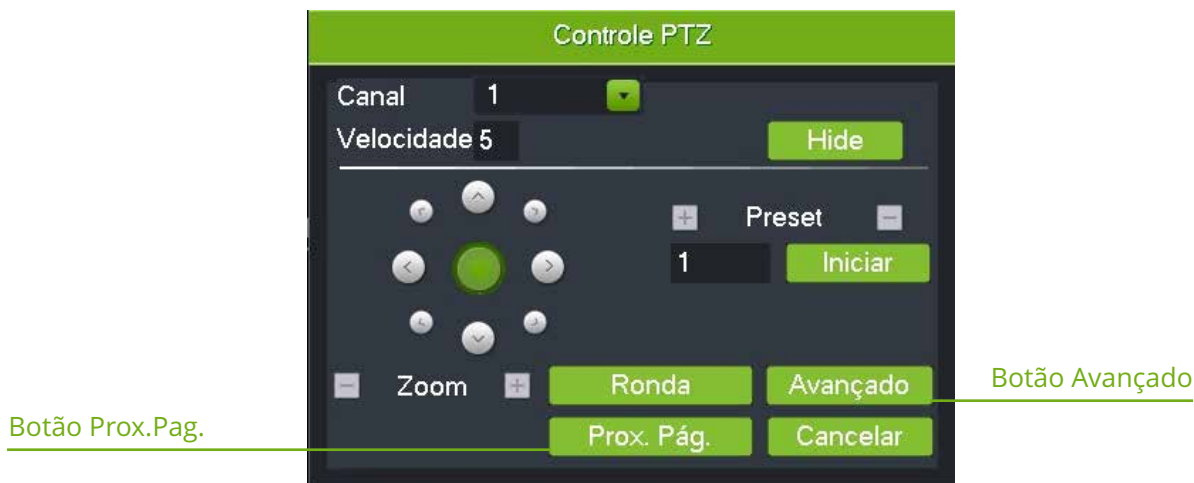 Controle PTZ
Canal 1
Velocidade 5 Hide
Preset
1 Iniciar
Zoom Ronda Avançado
Botão Avançado
Botão Prox.Pag.
Prox. Pág. Cancelar